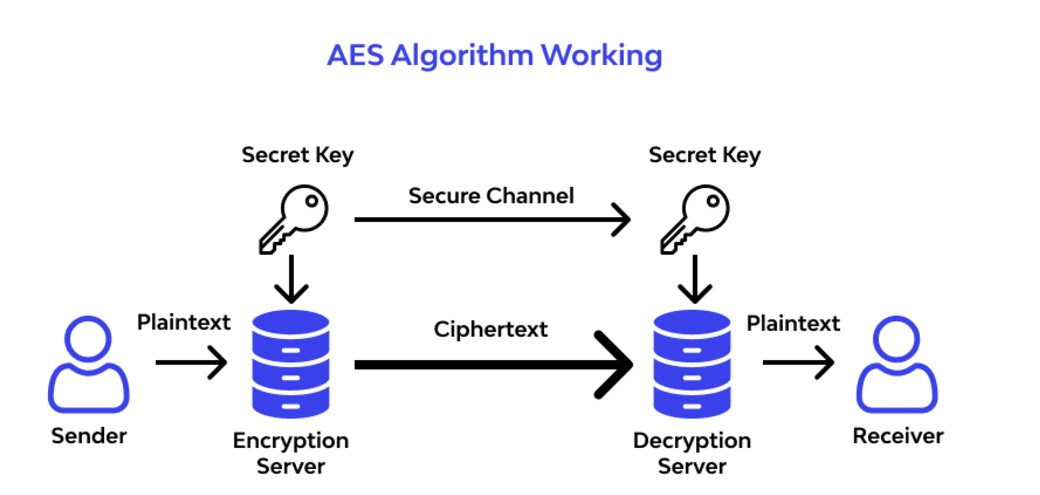 AES Algorithm Working
Secret Key
Secret Key
Secure Channel
Plaintext
Ciphertext
Plaintext
Sender
Encryption
Server
Decryption
Server
Receiver